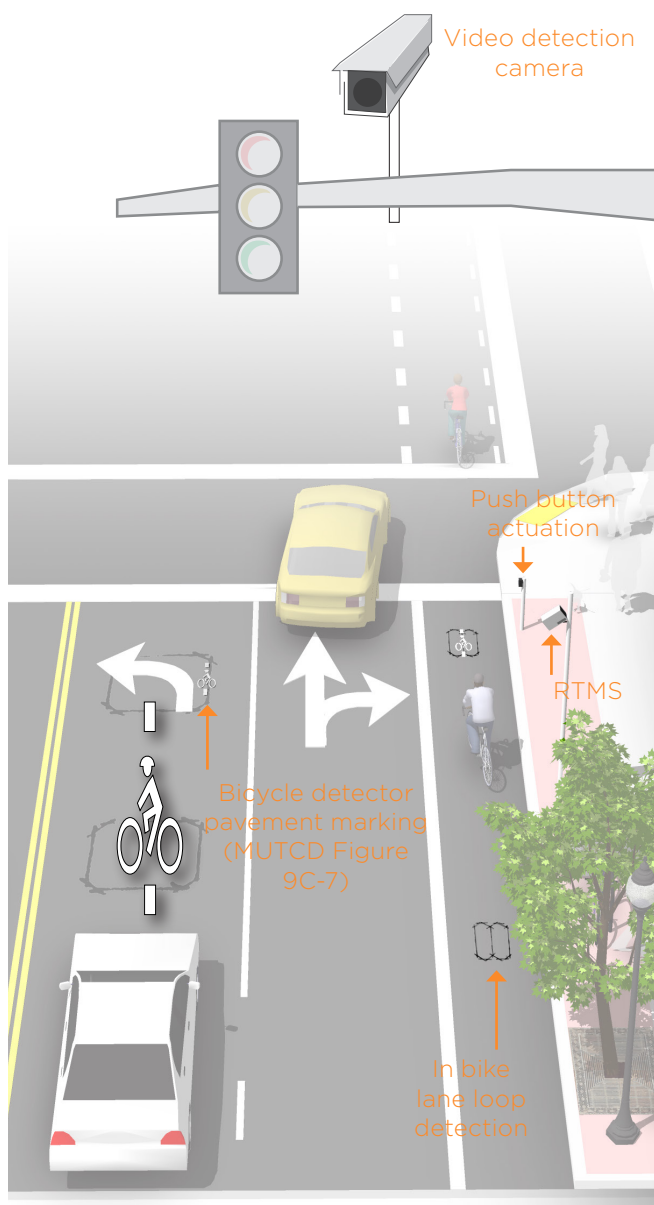 Video detection
camera
Push button
actuation
RTMS
Bicycle detector
pavement marking
(MUTCD Figure
9C-7)
In bike
lane loop
detection